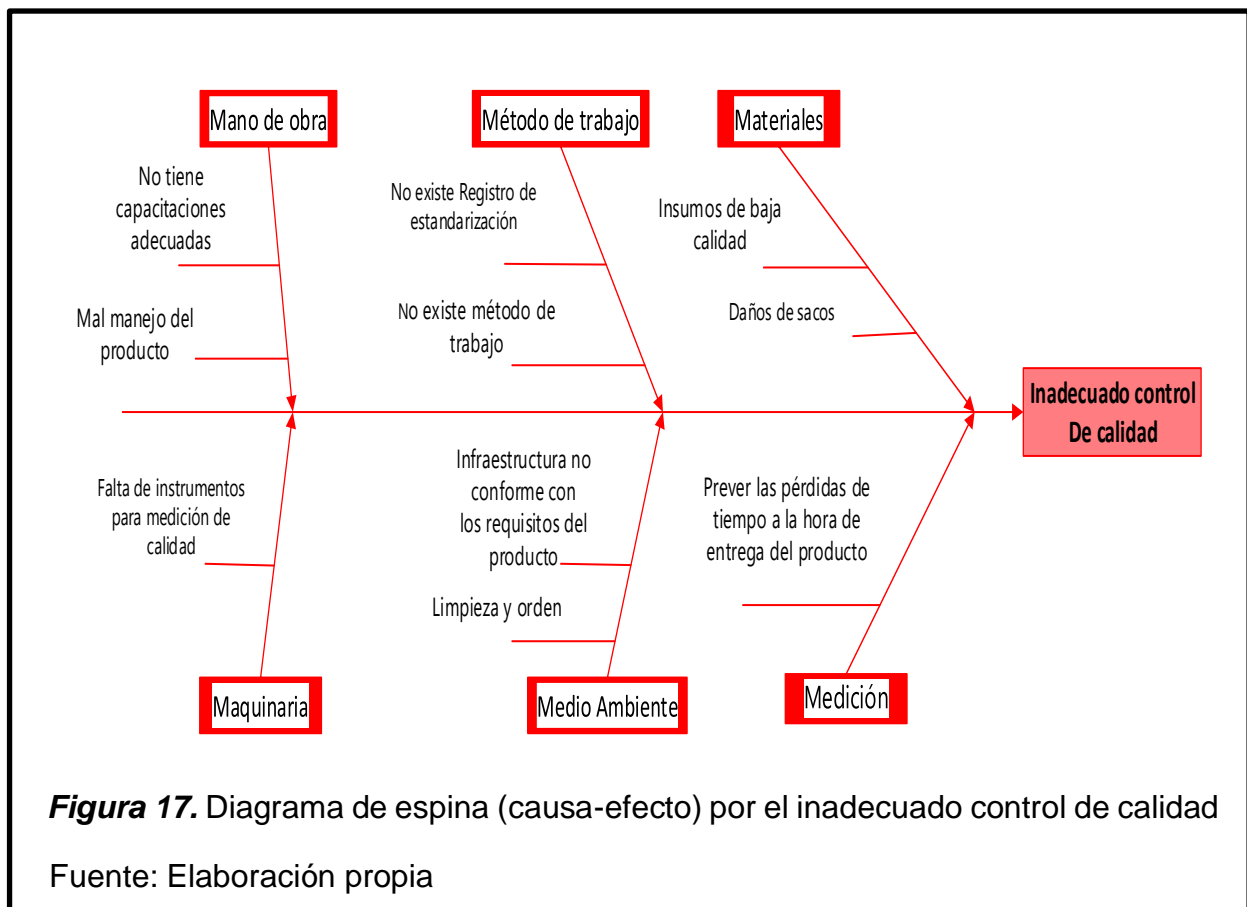 Mano de obra
Método de trabajo
Materiales
No tiene
capacitaciones
adecuadas
Mal manejo del
producto
No existe Registro de
estandarización
No existe método de
trabajo
Insumos de baja
calidad
Daños de sacos
Inadecuado control
De calidad
Falta de instrumentos
para medición de
calidad
Infraestructura no
conforme con
los requisitos del
producto
Limpieza y orden
Prever las pérdidas de
tiempo a la hora de
entrega del producto
Maquinaria
Medio Ambiente
Medición
Figura 17. Diagrama de espina (causa-efecto) por el inadecuado control de calidad
Fuente: Elaboración propia